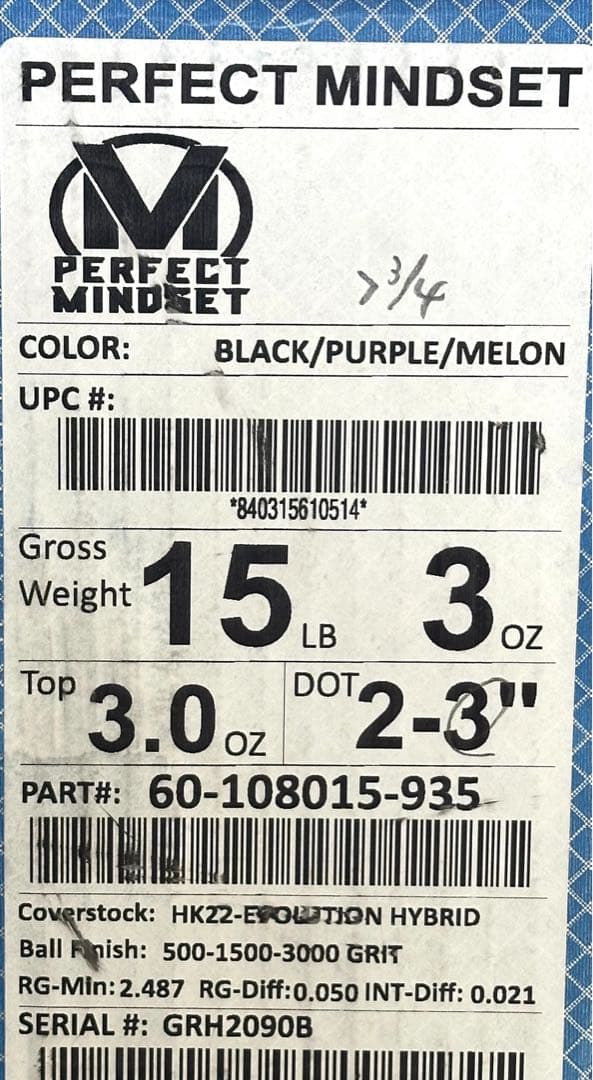 PERFECT MINDSET
M
PERFECT
MINDSET
>3/4
COLOR: BLACK/PURPLE/MELON
UPC #:
*840315610514*
Gross Weight 15 LB 3 OZ
Top 3.0 OZ DOT 2-3"
PART#: 60-108015-935
Coverstock: HK22-EVOLUTION HYBRID
Ball Finish: 500-1500-3000 GRIT
RG-Min: 2.487 RG-Diff: 0.050 INT-Diff: 0.021
SERIAL #: GRH2090B